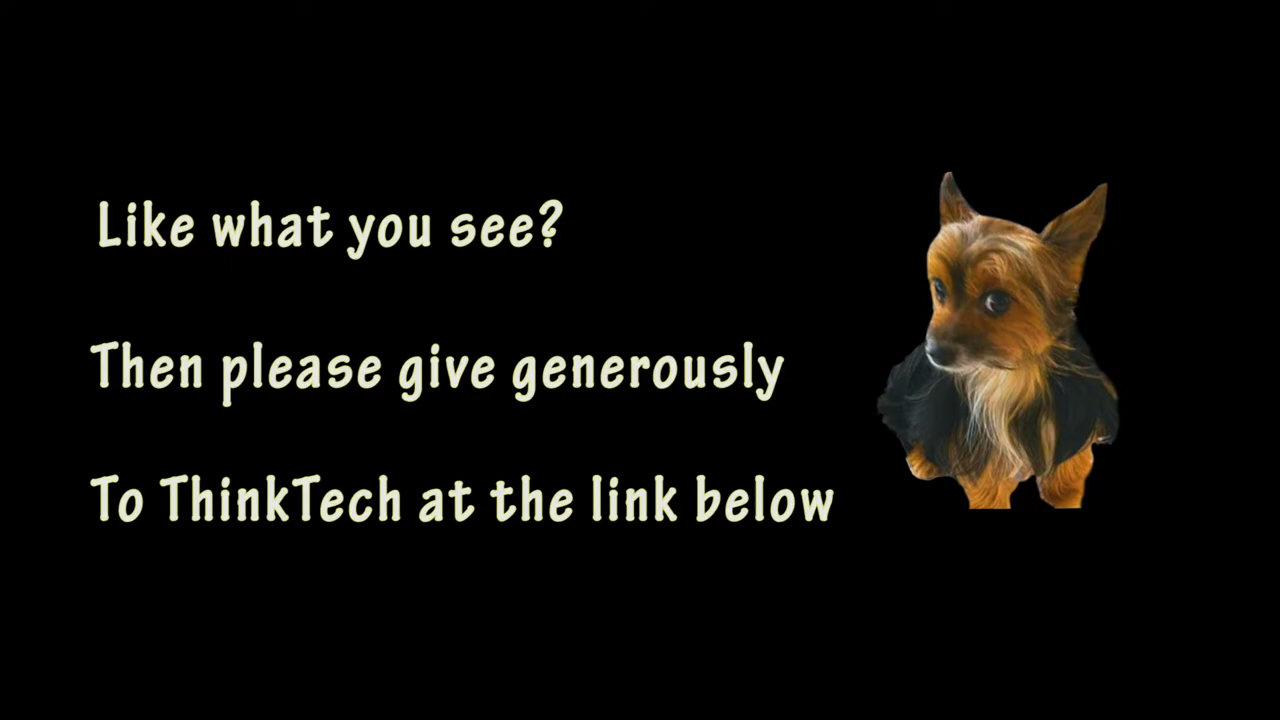 Like what you see?
Then please give generously
To ThinkTech at the link below